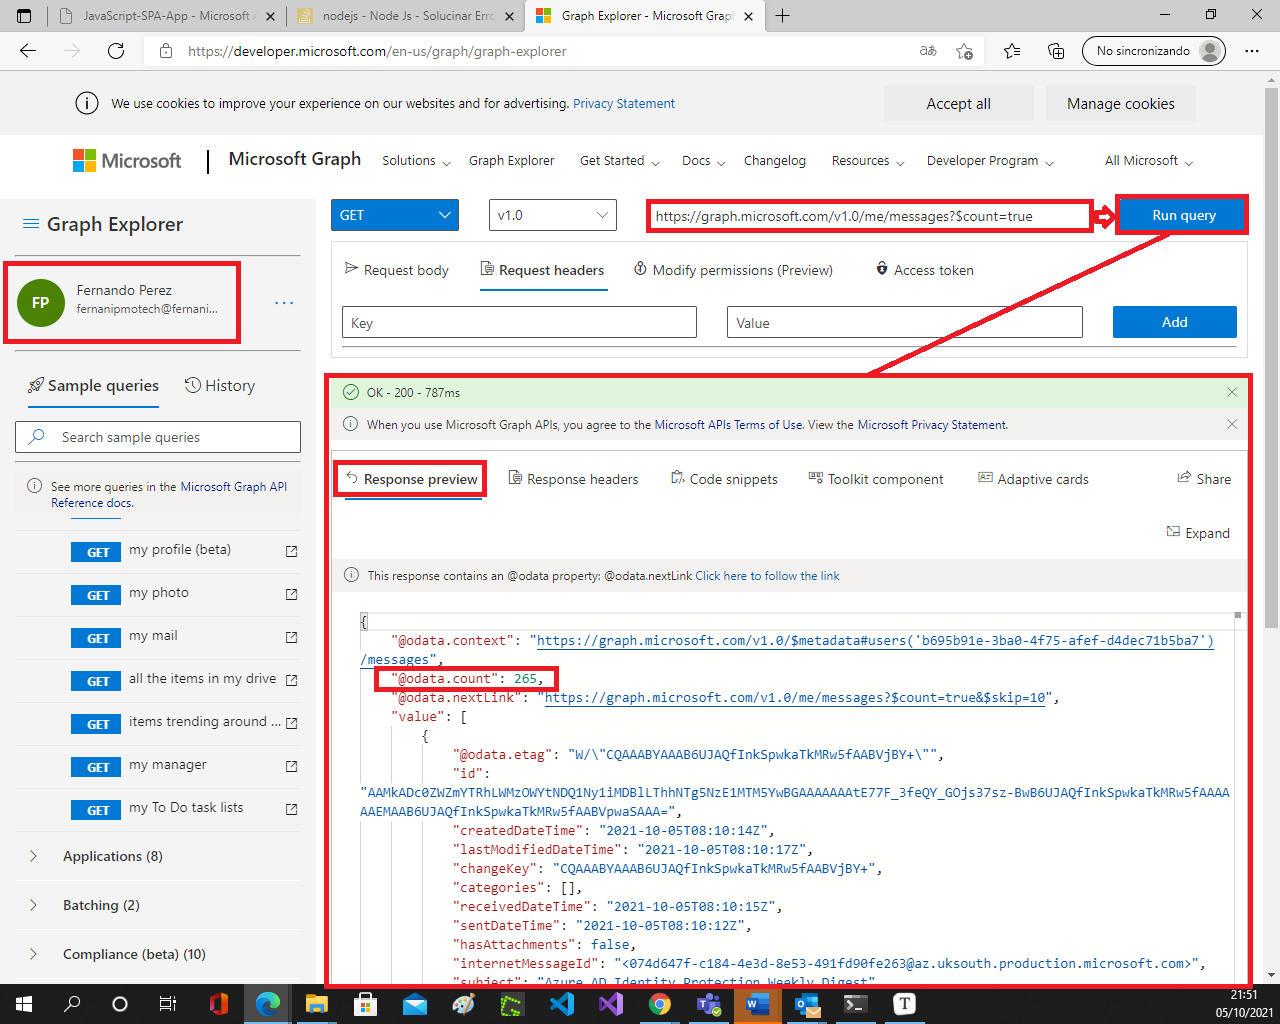 JavaScript-SPA-App - Microsoft A
nodejs - Node Js - Solucinar Erro
Graph Explorer - Microsoft Graph
https://developer.microsoft.com/en-us/graph/graph-explorer
No sincronizando
We use cookies to improve your experience on our websites and for advertising. Privacy Statement
Accept all
Manage cookies
Microsoft
Microsoft Graph
Solutions
Graph Explorer
Get Started
Docs
Changelog
Resources
Developer Program
All Microsoft
Graph Explorer
GET
v1.0
https://graph.microsoft.com/v1.0/me/messages?$count=true
Run query
FP
Fernando Perez
fernanipmotech@fernani...
Request body
Request headers
Modify permissions (Preview)
Access token
Key
Value
Add
Sample queries
History
Search sample queries
See more queries in the Microsoft Graph API
Reference docs.
GET my profile (beta)
GET my photo
GET my mail
GET all the items in my drive
GET items trending around ...
GET my manager
GET my To Do task lists
Applications (8)
Batching (2)
Compliance (beta) (10)
OK - 200 - 787ms
When you use Microsoft Graph APIs, you agree to the Microsoft APIs Terms of Use. View the Microsoft Privacy Statement.
Response preview
Response headers
Code snippets
Toolkit component
Adaptive cards
Share
Expand
This response contains an @odata property: @odata.nextLink Click here to follow the link
{
"@odata.context": "https://graph.microsoft.com/v1.0/$metadata#users('b695b91e-3ba0-4f75-afef-d4dec71b5ba7')
/messages",
"@odata.count": 265,
"@odata.nextLink": "https://graph.microsoft.com/v1.0/me/messages?$count=true&$skip=10",
"value": [
{
"@odata.etag": "W/\"CQAAABYAAAB6UJAQfInkSpwkaTkMRw5fAABVjBY+\"",
"id":
"AAMkADc0ZWZmYTRhLWMzOWYtNDQ1Ny1iMDBlLThhNTg5NzE1MTM5YwBGAAAAAAAtE77F_3feQY_GOjs37sz-BwB6UJAQfInkSpwkaTkMRw5fAAAA
AAEMAAB6UJAQfInkSpwkaTkMRw5fAABVpwaSAAA=",
"createdDateTime": "2021-10-05T08:10:14Z",
"lastModifiedDateTime": "2021-10-05T08:10:17Z",
"changeKey": "CQAAABYAAAB6UJAQfInkSpwkaTkMRw5fAABVjBY+",
"categories": [],
"receivedDateTime": "2021-10-05T08:10:15Z",
"sentDateTime": "2021-10-05T08:10:12Z",
"hasAttachments": false,
"internetMessageId": "<074d647f-c184-4e3d-8e53-491fd90fe263@az.uksouth.production.microsoft.com>",
"subject": "Azure AD Identity Protection Weekly Digest"
21:51
05/10/2021